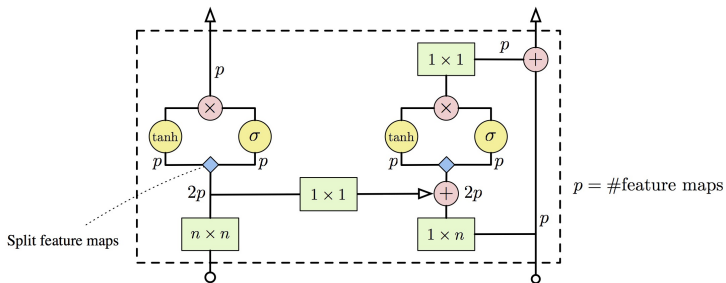 p
1 × 1
+
p
×
×
tanh
σ
tanh
σ
p
p
p
p
2p
1 × 1
+
2p
p = #feature maps
p
Split feature maps
n × n
1 × n